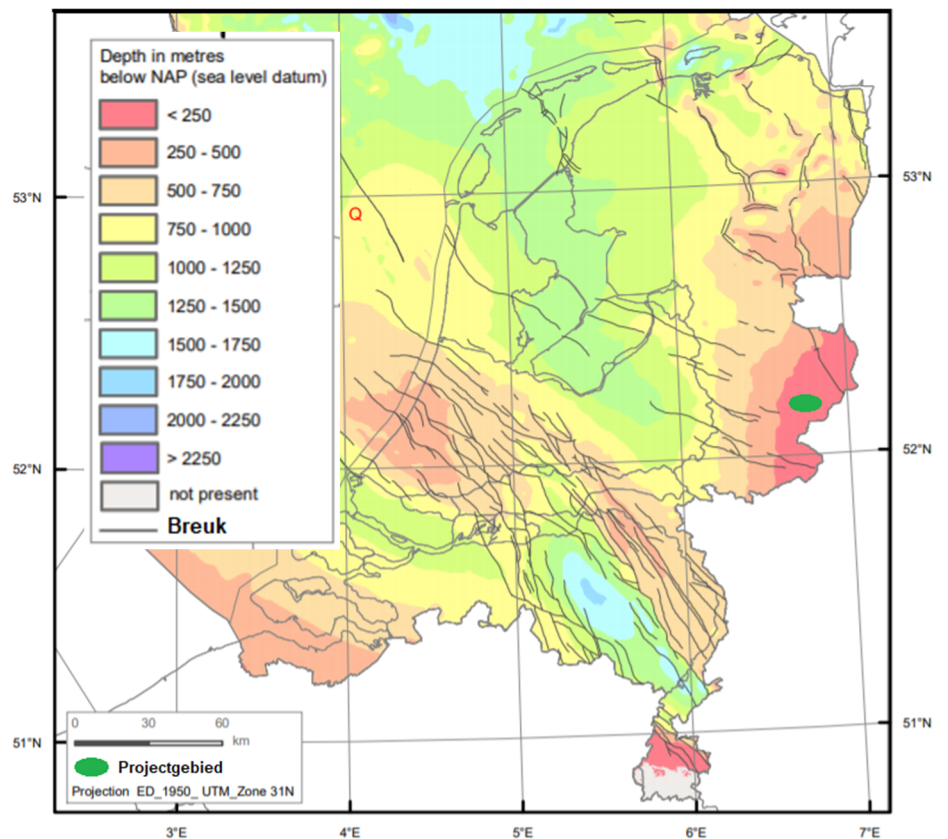 Depth in metres
below NAP (sea level datum)
< 250
250 - 500
500 - 750
750 - 1000
1000 - 1250
1250 - 1500
1500 - 1750
1750 - 2000
2000 - 2250
> 2250
not present
Breuk
Q
53°N
53°N
52°N
52°N
51°N
51°N
0 30 60
km
Projectgebied
Projection ED_1950_ UTM_Zone 31N
3°E 4°E 5°E 6°E 7°E